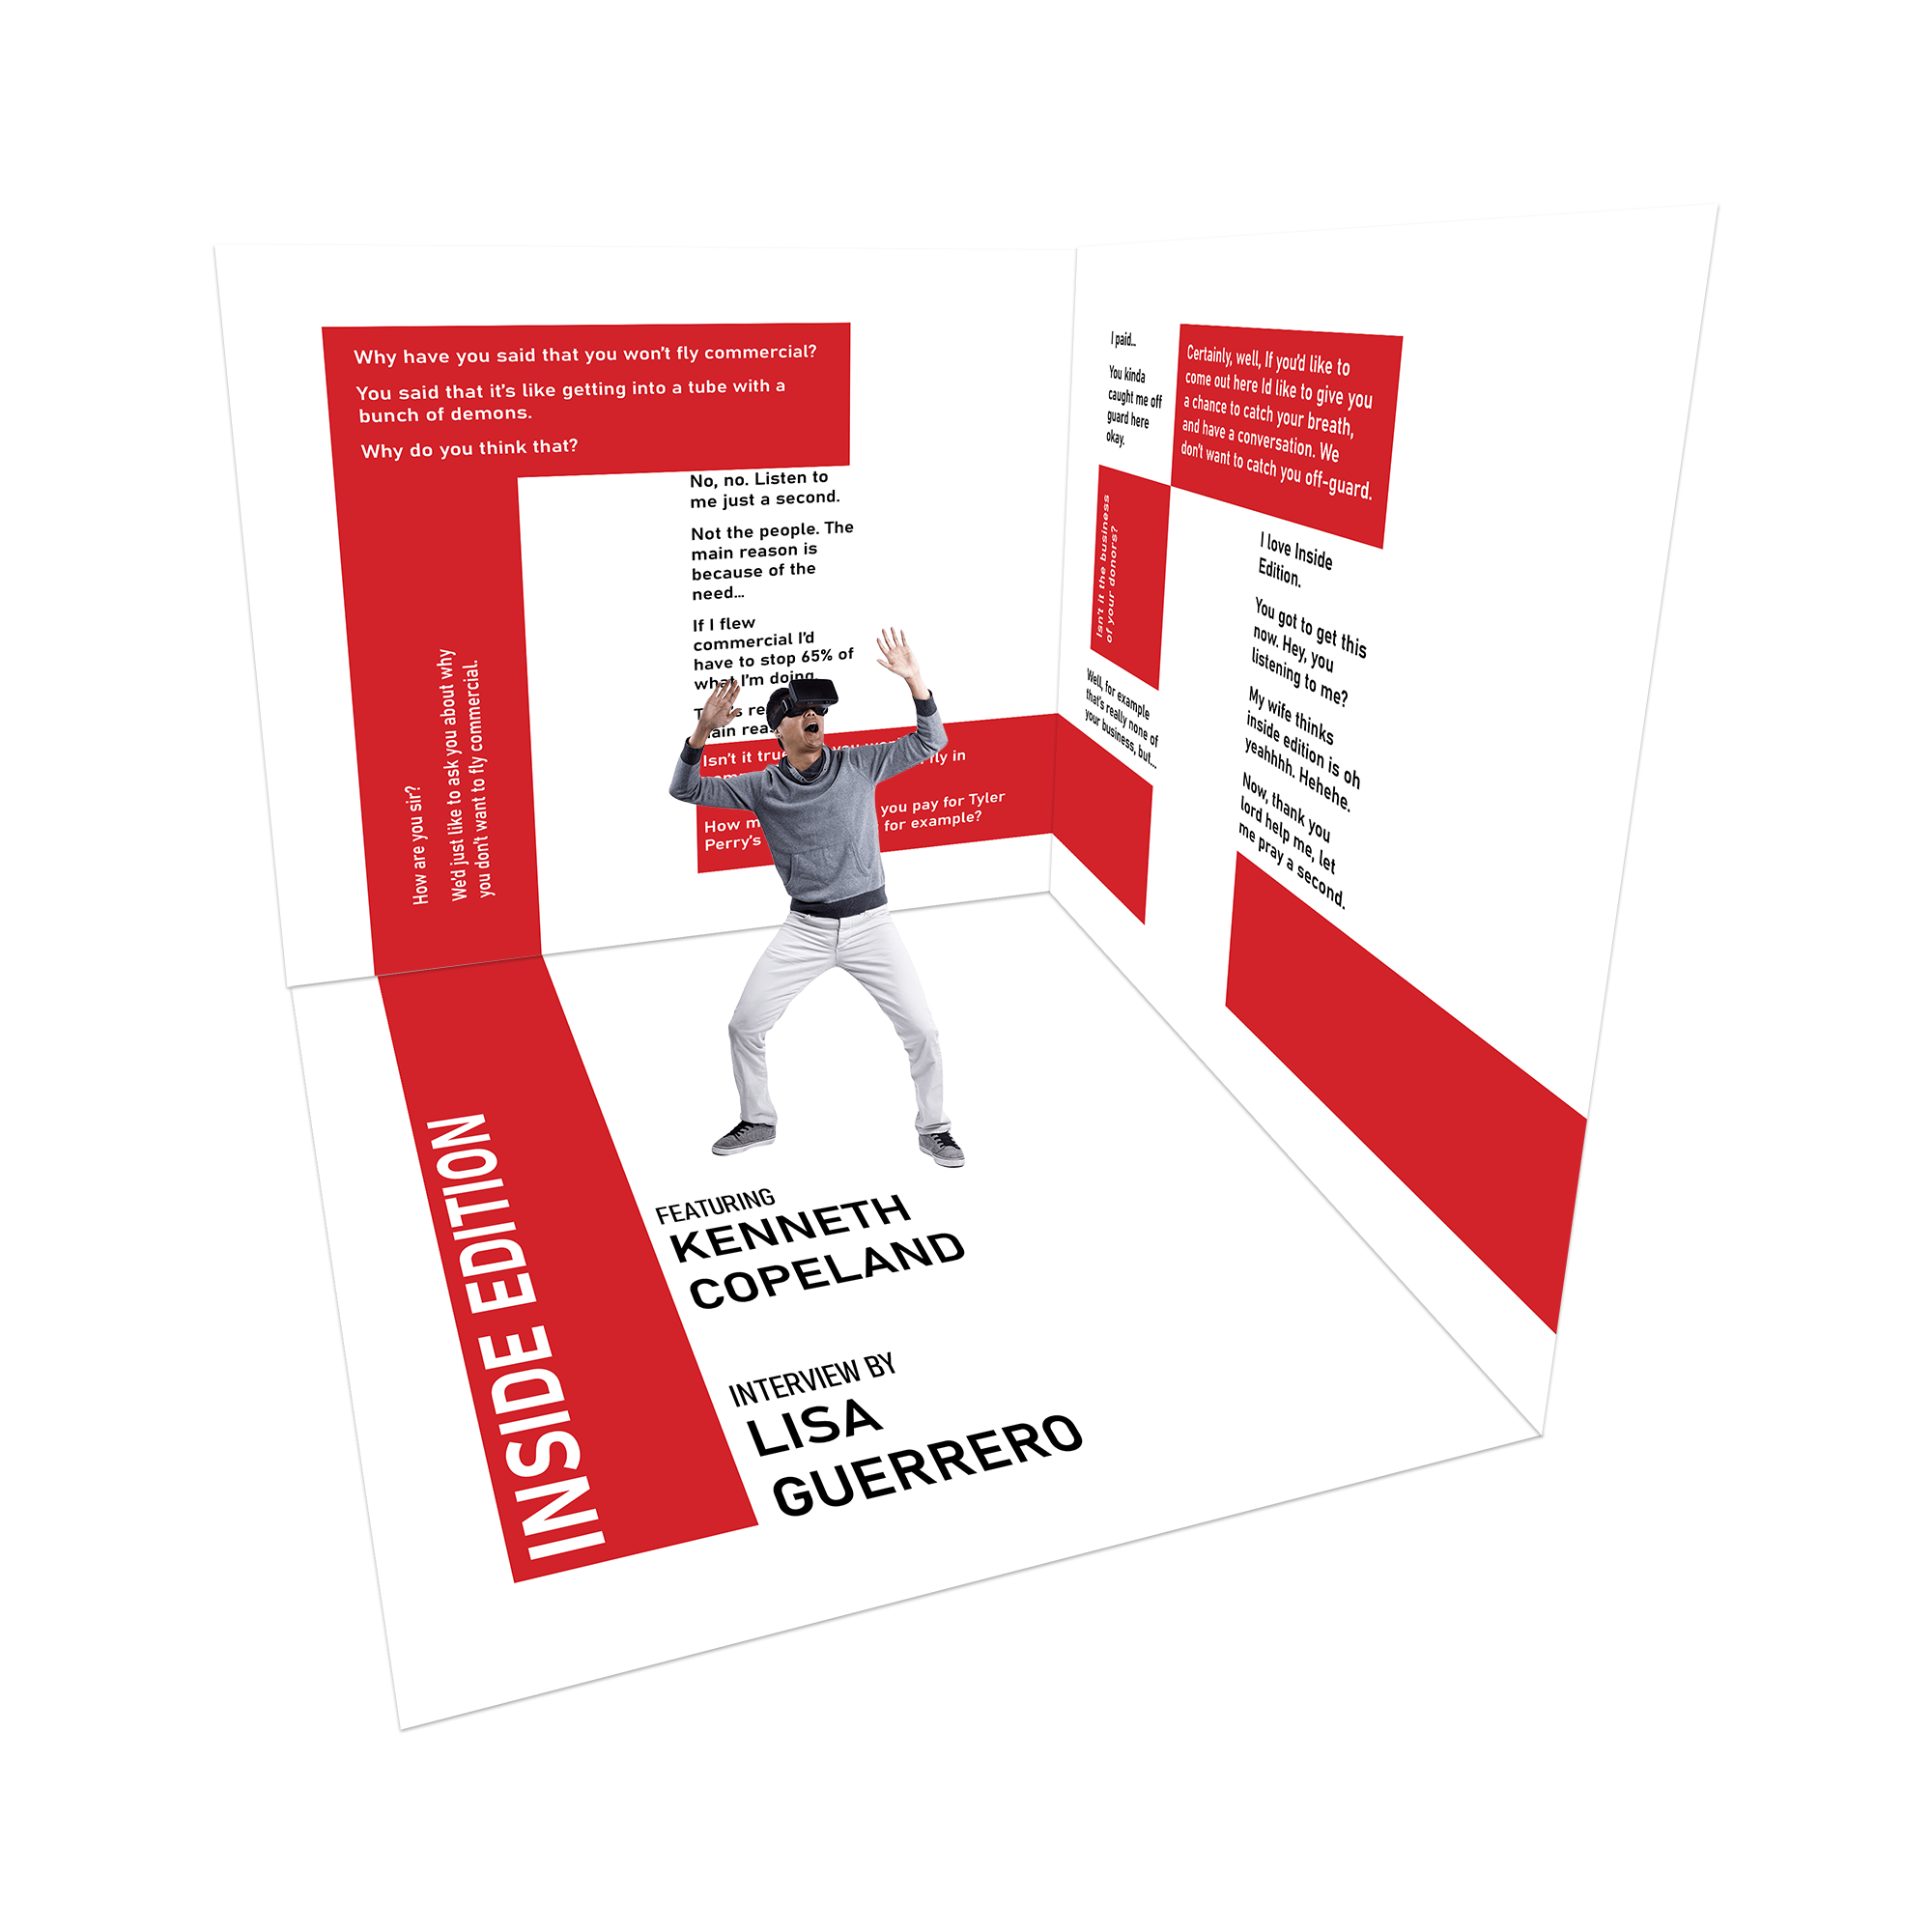 Why have you said that you won't fly commercial?
You said that it's like getting into a tube with a
bunch of demons.
Why do you think that?
How are you sir?
We'd just like to ask you about why
you don't want to fly commercial.
No, no. Listen to
me just a second.
Not the people. The
main reason is
because of the
need...
If I flew
commercial I'd
have to stop 65% of
what I'm doing
main
Isn't it true you
fly in
How you pay for Tyler
Perry's for example?
I paid...
You kinda
caught me off
guard here
okay.
Certainly, well, If you'd like to
come out here Id like to give you
a chance to catch your breath,
and have a conversation. We
don't want to catch you off-guard.
Isn't it the business
of your donors?
Well, for example
that's really none of
your business, but...
I love Inside
Edition.
You got to get this
now. Hey, you
listening to me?
My wife thinks
inside edition is oh
yeahhhh. Hehehe.
Now, thank you
lord help me, let
me pray a second.
INSIDE EDITION
FEATURING
KENNETH
COPELAND
INTERVIEW BY
LISA
GUERRERO